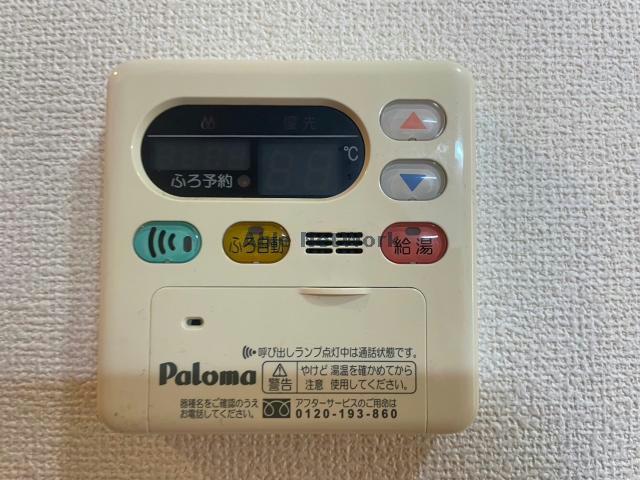 優先
℃
ふろ予約
ふろ自動
給湯
呼び出しランプ点灯中は通話状態です。
Paloma
警告
やけど 湯温を確かめてから
注意 使用してください。
器種名をご確認のうえ
お電話してください。
アフターサービスのご用命は
0120-193-860